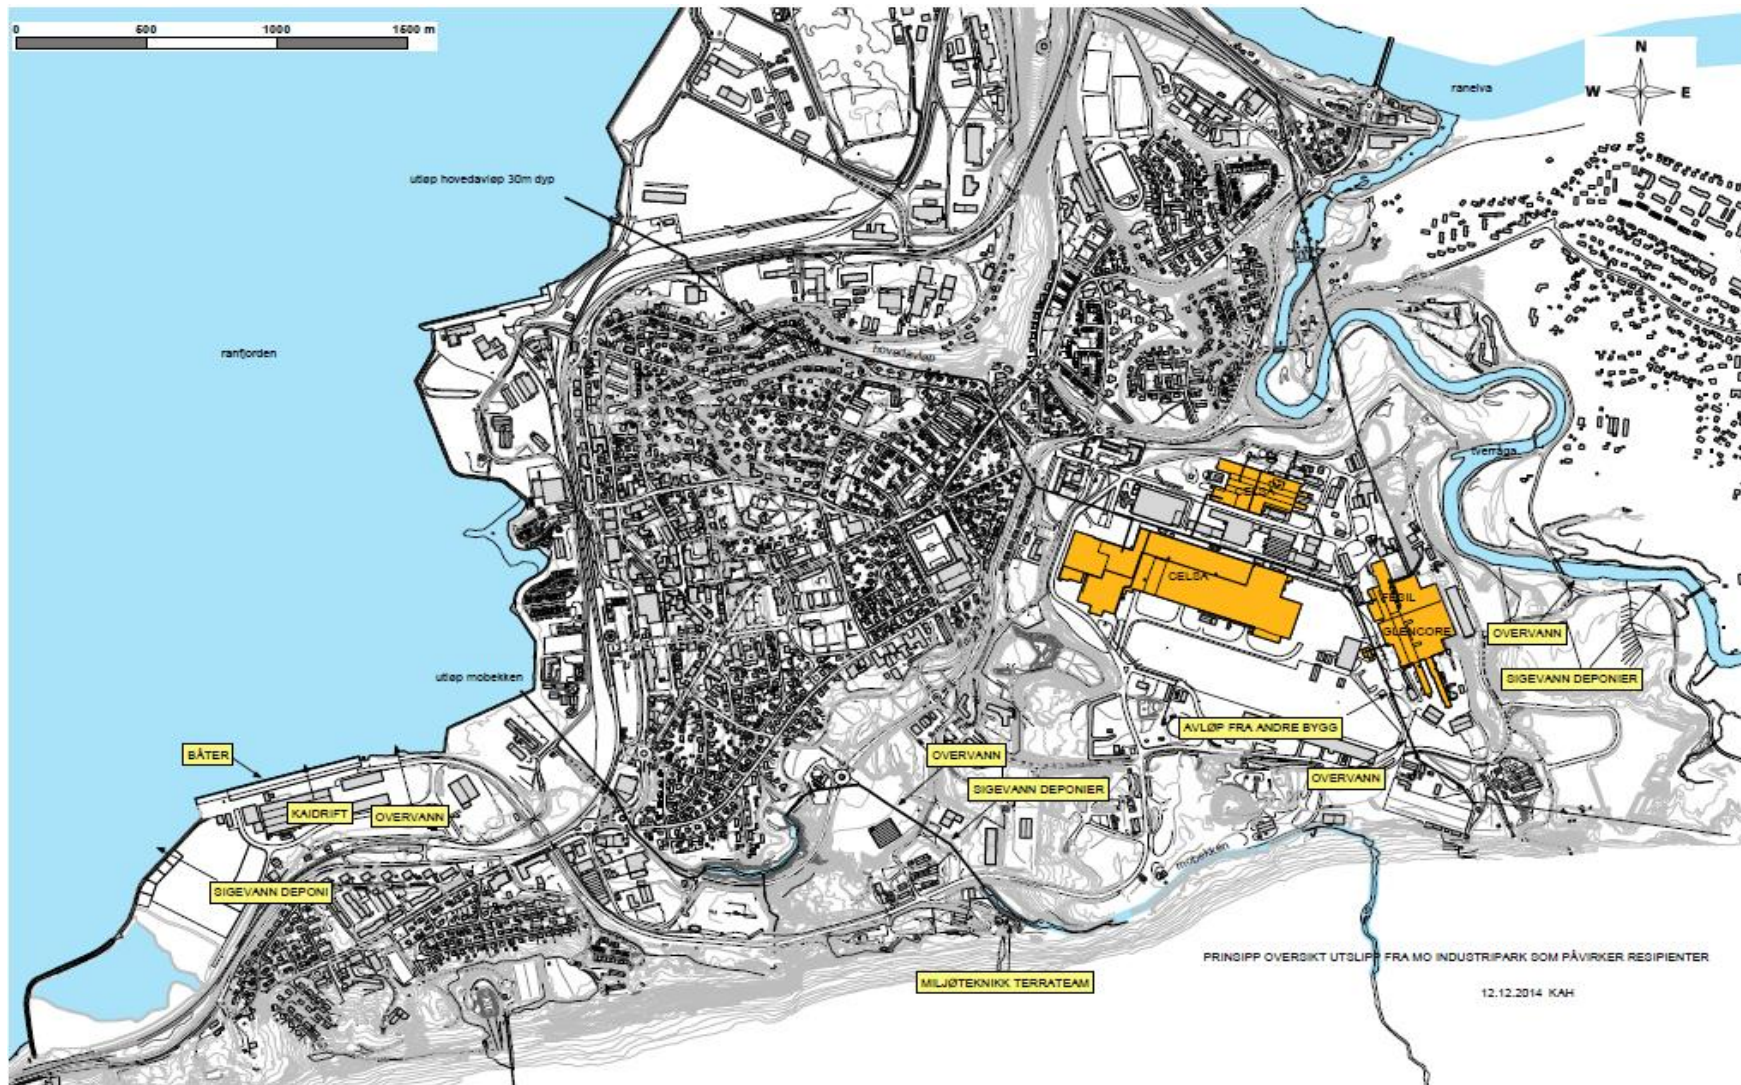 0 500 1000 1500 m
N
W E
S
ranelva
utløp hovedavløp 30m dyp
ranfjorden
hovedavløp
tverråga
CELSA
CELSA
FESIL
GLENCORE
OVERVANN
SIGEVANN DEPONIER
utløp mobekken
AVLØP FRA ANDRE BYGG
BÅTER
OVERVANN
OVERVANN
SIGEVANN DEPONIER
KAIDRIFT
OVERVANN
mobekken
SIGEVANN DEPONI
PRINSIPP OVERSIKT UTSLIPP FRA MO INDUSTRIPARK SOM PÅVIRKER RESIPIENTER
MILJØTEKNIKK TERRATEAM
12.12.2014 KAH